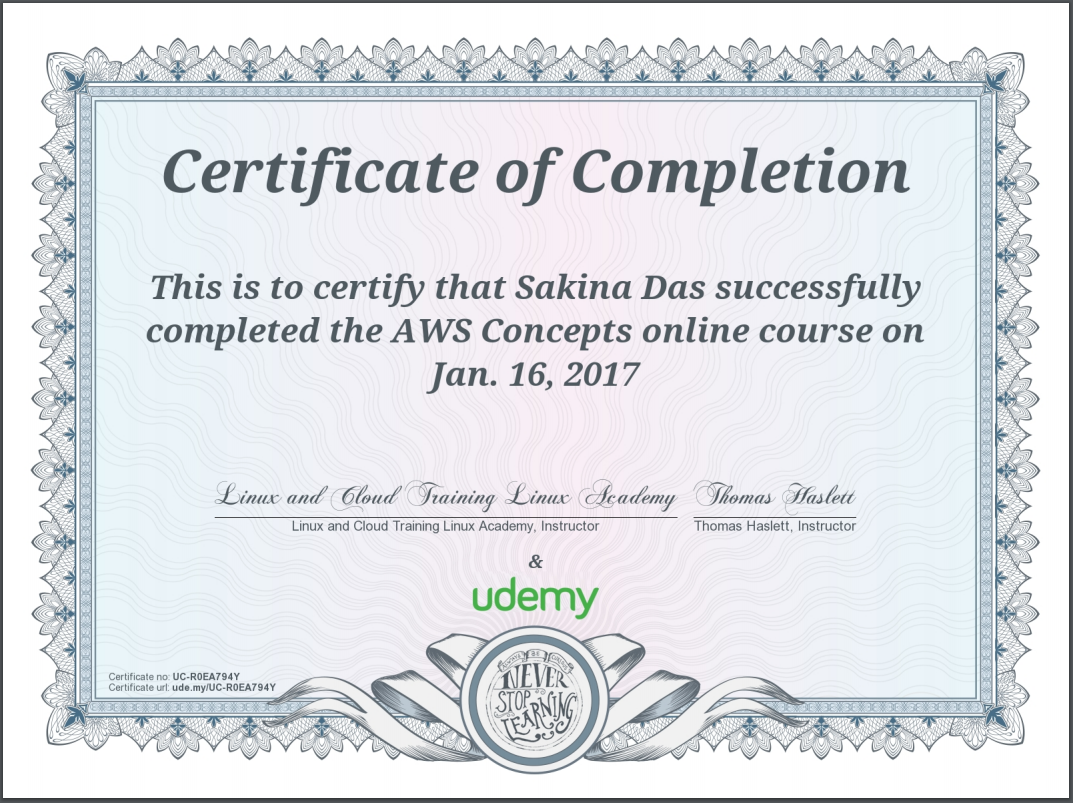 Certificate of Completion
This is to certify that Sakina Das successfully
completed the AWS Concepts online course on
Jan. 16, 2017
Linux and Cloud Training Linux Academy Thomas Haslett
Linux and Cloud Training Linux Academy, Instructor Thomas Haslett, Instructor
&
udemy
BE
NEVER
STOP
LEARNING
Certificate no: UC-R0EA794Y
Certificate url: ude.my/UC-R0EA794Y